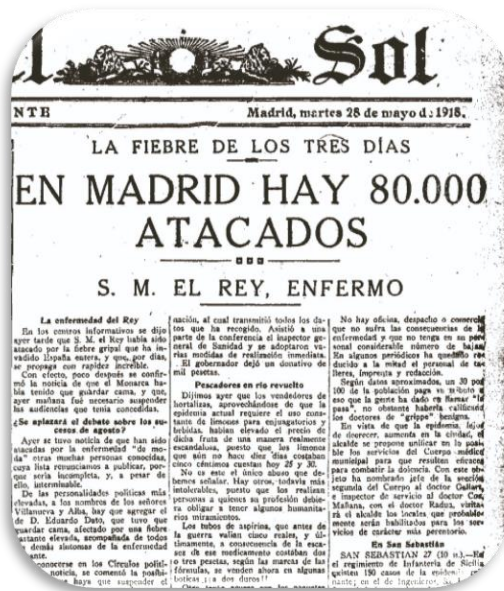 El Sol
NTE
Madrid, martes 28 de mayo de 1918.
LA FIEBRE DE LOS TRES DÍAS
EN MADRID HAY 80.000
ATACADOS
S. M. EL REY, ENFERMO
La enfermedad del Rey
En los centros informativos se dijo
ayer tarde que S. M. el Rey había sido
atacado por la fiebre gripal que ha in-
vadido España entera, y que, por días,
se propaga con rapidez increíble.
Con efecto, poco después se confir-
mó la noticia de que el Monarca ha-
bía tenido que guardar cama, y que,
ayer mañana fué necesario suspender
las audiencias que tenía concedidas.
¿Se aplazará el debate sobre los su-
cesos de agosto?
Ayer se tuvo noticia de que han sido
atacadas por la enfermedad "de mo-
da" otras muchas personas conocidas,
cuya lista renunciamos a publicar, por-
que sería incompleta, y, a pesar de
ello, interminable.
De las personalidades políticas más
elevadas, a los nombres de los señores
Villanueva y Alba, hay que agregar el
de D. Eduardo Dato, que tuvo que
guardar cama, afectado por una fiebre
bastante elevada, acompañada de todos
demás síntomas de la enfermedad
conocerse en los Círculos políti-
noticia, se comentó la posibi-
haya que suspender el
nación, al cual transmitió todos los da-
tos que ha recogido. Asistió a una
parte de la conferencia el inspector ge-
neral de Sanidad y se adoptaron va-
rias medidas de realización inmediata.
El gobernador dejó un donativo de
mil pesetas.
Pescadores en río revuelto
Dijimos ayer que los vendedores de
hortalizas, aprovechándose de que la
epidemia actual requiere el uso cons-
tante de limones para enjuagatorios y
bebidas, habían elevado el precio de
dicha fruta de una manera realmente
escandalosa, puesto que los limones
que aún no hace diez días costaban
cinco céntimos cuestan hoy 25 y 30.
No es este el único abuso que de-
bemos señalar. Hay otros, todavía más
intolerables, puesto que los realizan
personas a quienes su profesión debie-
ra obligar a tener algunos humanita-
rios miramientos.
Los tubos de aspirina, que antes de
la guerra valían cinco reales, y úl-
timamente, a consecuencia de la esca-
sez de ese medicamento costaban dos
o tres pesetas, según las marcas de las
fórmulas, se venden ahora en algunas
boticas ¡¡a dos duros!!
No hay oficina, despacho o comercio
que no sufra las consecuencias de la
enfermedad y que no tenga en su per-
sonal considerable número de bajas.
En algunos periódicos ha quedado re-
ducido a la mitad el personal de ta-
lleres, imprenta y redacción.
Según datos aproximados, un 30 por
100 de la población paga su tributo a
eso que la gente ha dado en llamar "la
pasa", no obstante haberla calificado
los doctores de "grippe" benigna.
En vista de que la epidemia, lejos
de decrecer, aumenta en la ciudad, el
alcalde se propone unificar en lo posi-
ble los servicios del Cuerpo médico
municipal para que resulten eficaces
para combatir la dolencia. Con este ob-
jeto ha nombrado jefe de la sección
segunda del Cuerpo al doctor
e inspector de servicio al doctor
Mañana, con el doctor Radua, visita-
rá el alcalde los locales que probable-
mente serán habilitados para los ser-
vicios de carácter más perentorio.
En San Sebastián
SAN SEBASTIAN 27 (10 n.).—En
el regimiento de Infantería de Sicilia